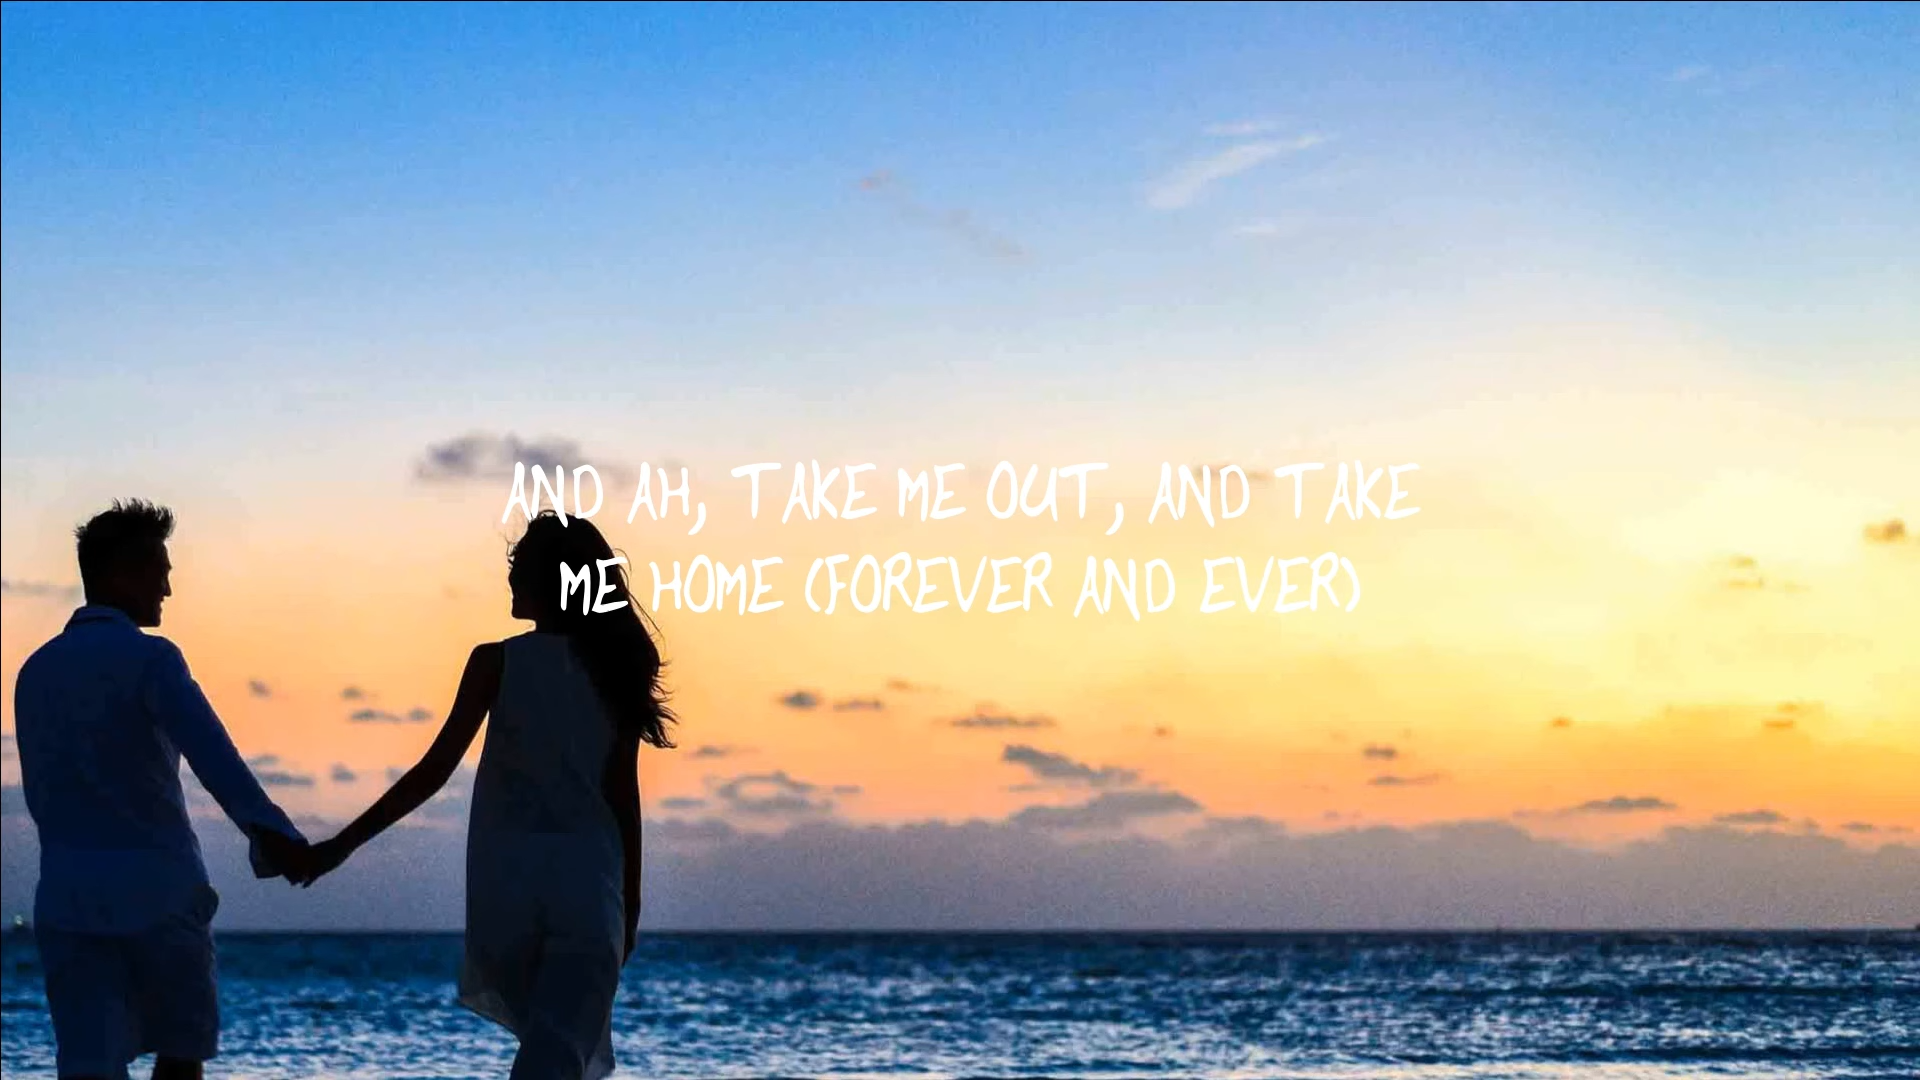 AND AH, TAKE ME OUT, AND TAKE
ME HOME (FOREVER AND EVER)